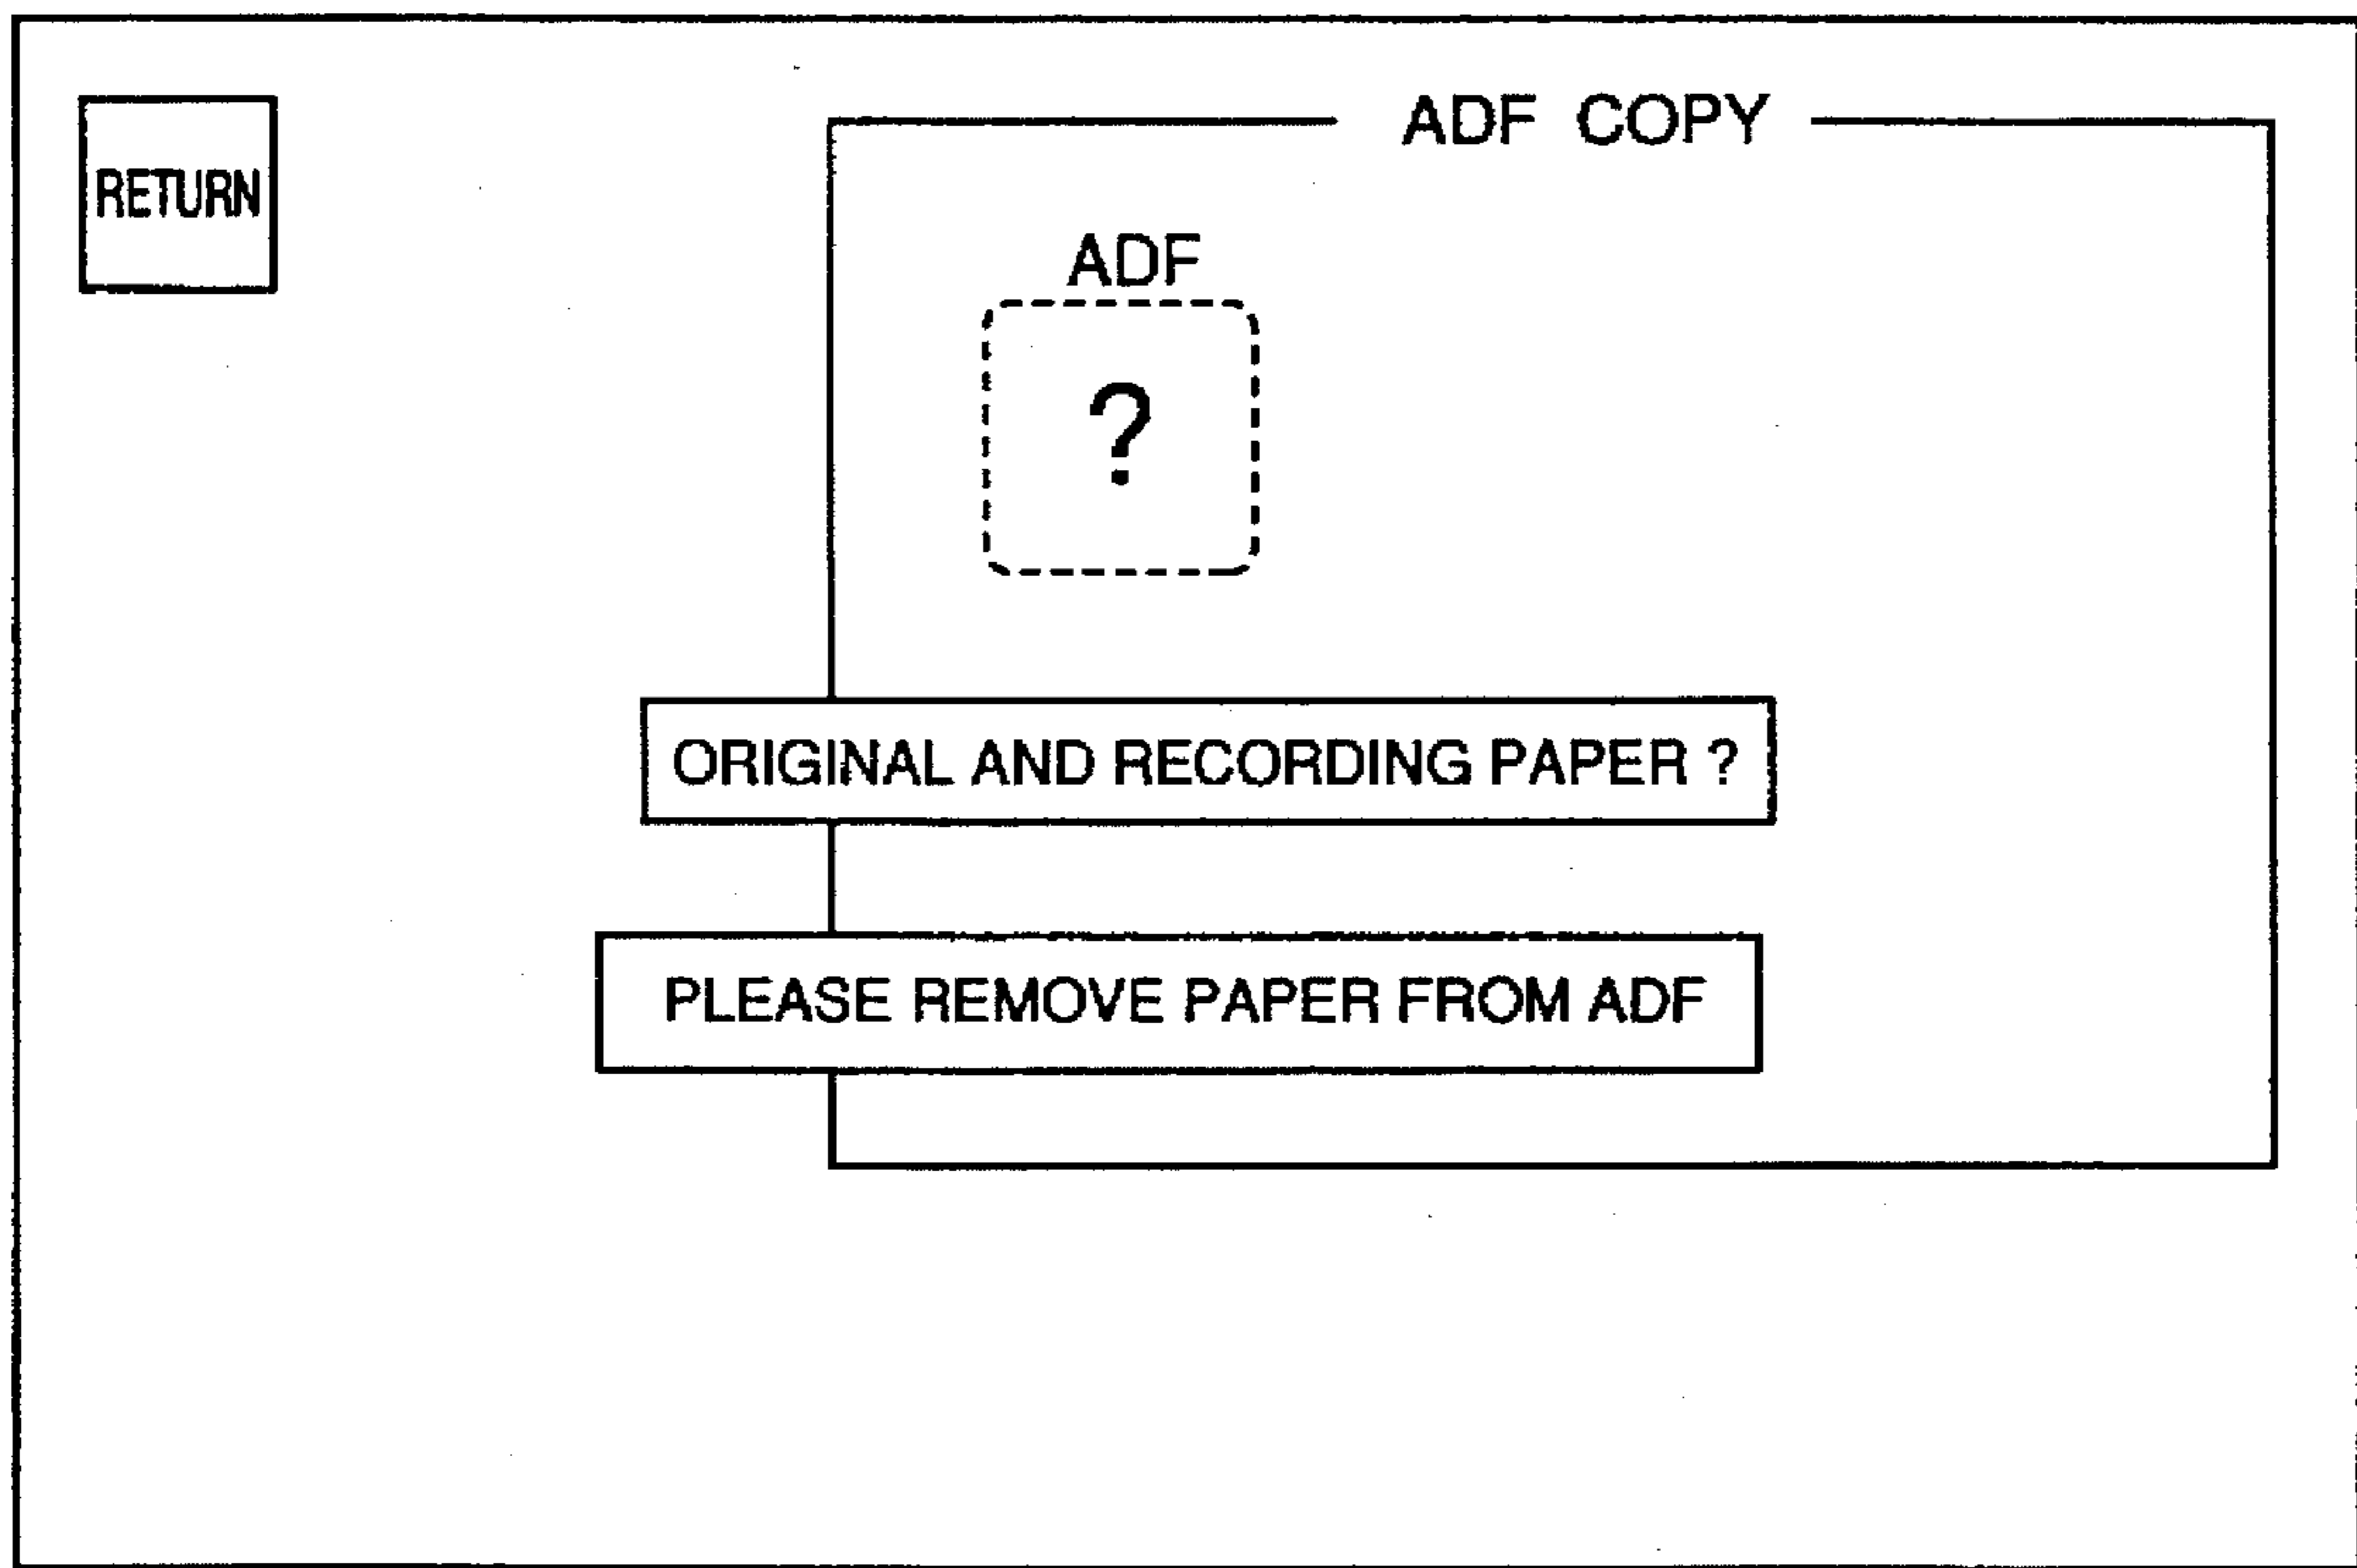 ADF COPY
RETURN
ADF
?
ORIGINAL AND RECORDING PAPER ?
PLEASE REMOVE PAPER FROM ADF